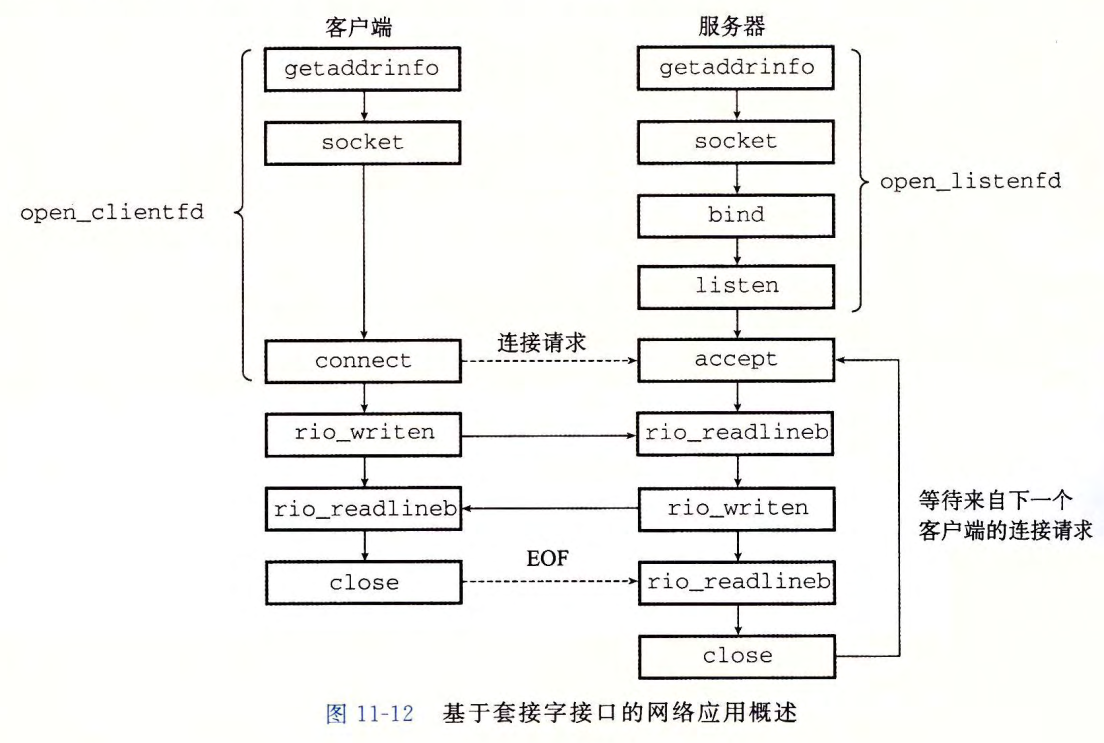 客户端
服务器
getaddrinfo
getaddrinfo
socket
socket
open_clientfd
bind
open_listenfd
listen
连接请求
connect
accept
rio_writen
rio_readlineb
rio_readlineb
rio_writen
等待来自下一个
客户端的连接请求
EOF
close
rio_readlineb
close
图 11-12 基于套接字接口的网络应用概述